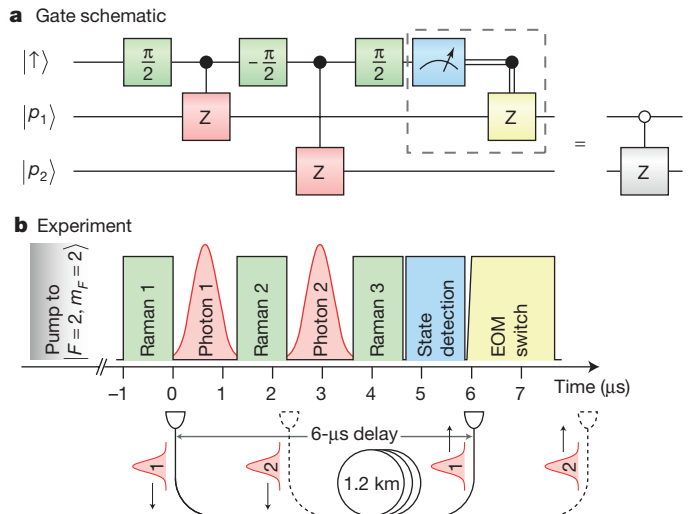 a Gate schematic
|↑⟩ π/2 −π/2 π/2
|p1⟩ Z Z
|p2⟩ Z = Z
b Experiment
Pump to
|F = 2, mF = 2⟩
Raman 1
Photon 1
Raman 2
Photon 2
Raman 3
State
detection
EOM
switch
−1 0 1 2 3 4 5 6 7 Time (μs)
6-μs delay
1 2 1.2 km 1 2